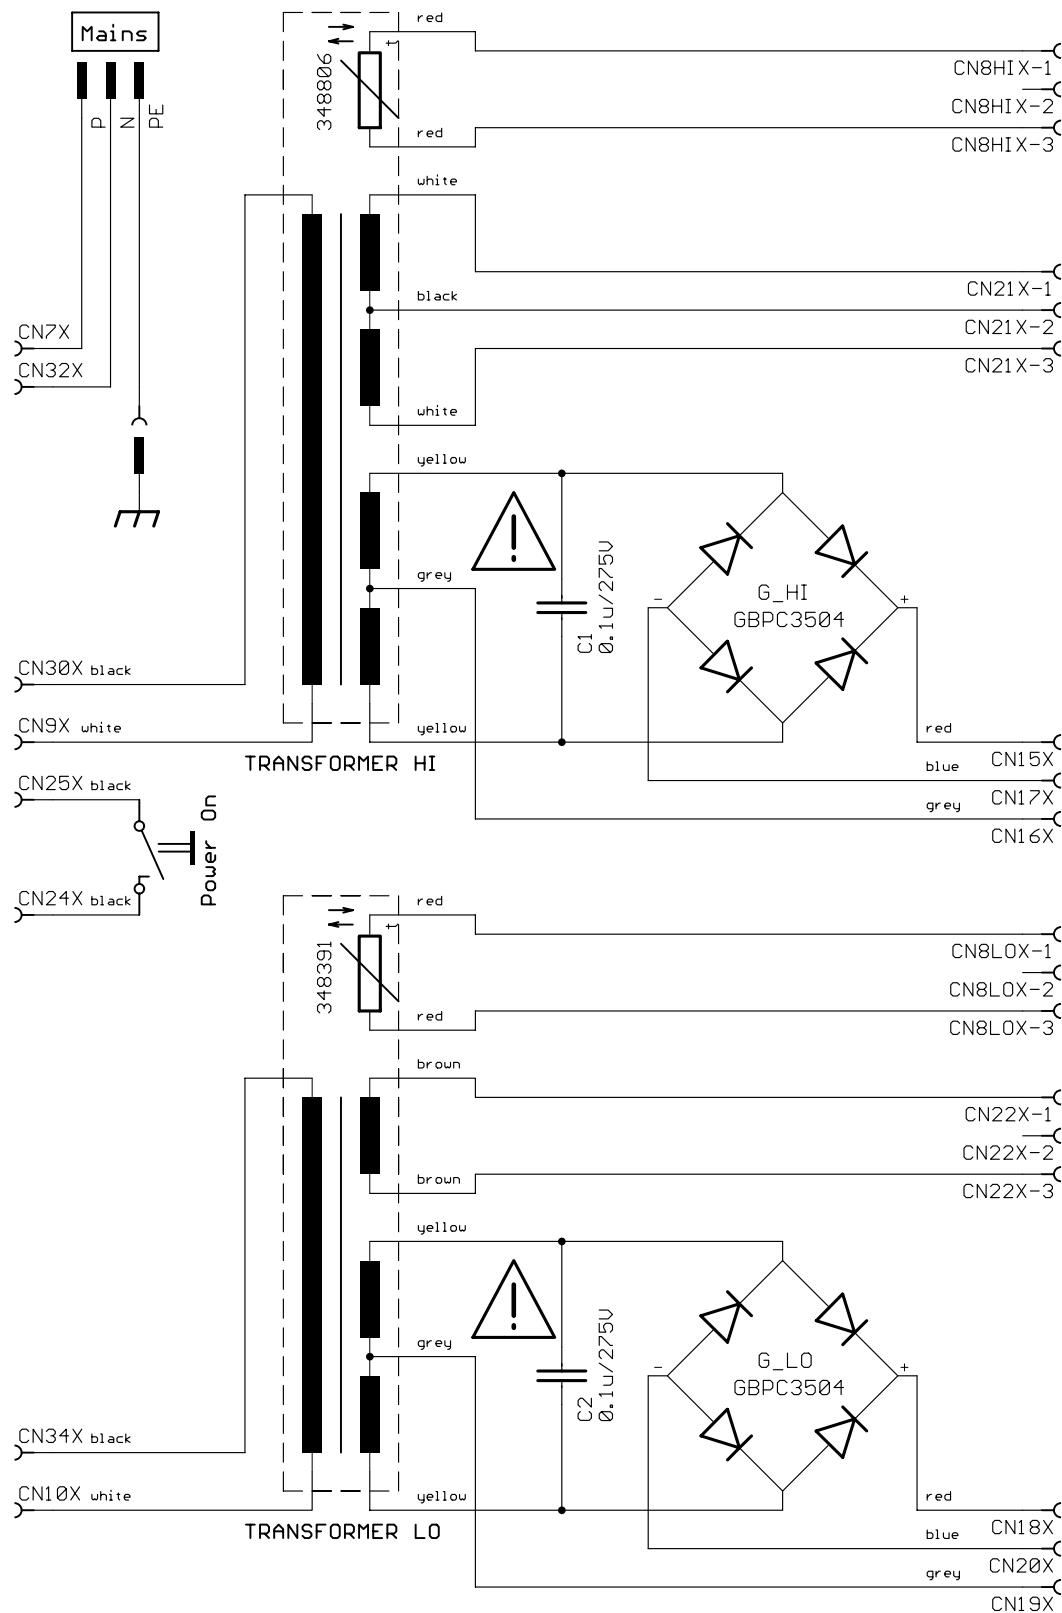 Mains
P
N
PE
348806
t
red
red
CN8HIX-1
CN8HIX-2
CN8HIX-3
white
black
white
CN21X-1
CN21X-2
CN21X-3
CN7X
CN32X
yellow
grey
yellow
!
C1
0.1u/275V
-
+
G_HI
GBPC3504
CN30X black
CN9X white
TRANSFORMER HI
red
CN15X
blue
CN17X
grey
CN16X
CN25X black
CN24X black
Power On
348391
t
red
red
CN8LOX-1
CN8LOX-2
CN8LOX-3
brown
brown
CN22X-1
CN22X-2
CN22X-3
yellow
grey
yellow
!
C2
0.1u/275V
-
+
G_LO
GBPC3504
CN34X black
CN10X white
TRANSFORMER LO
red
CN18X
blue
CN20X
grey
CN19X